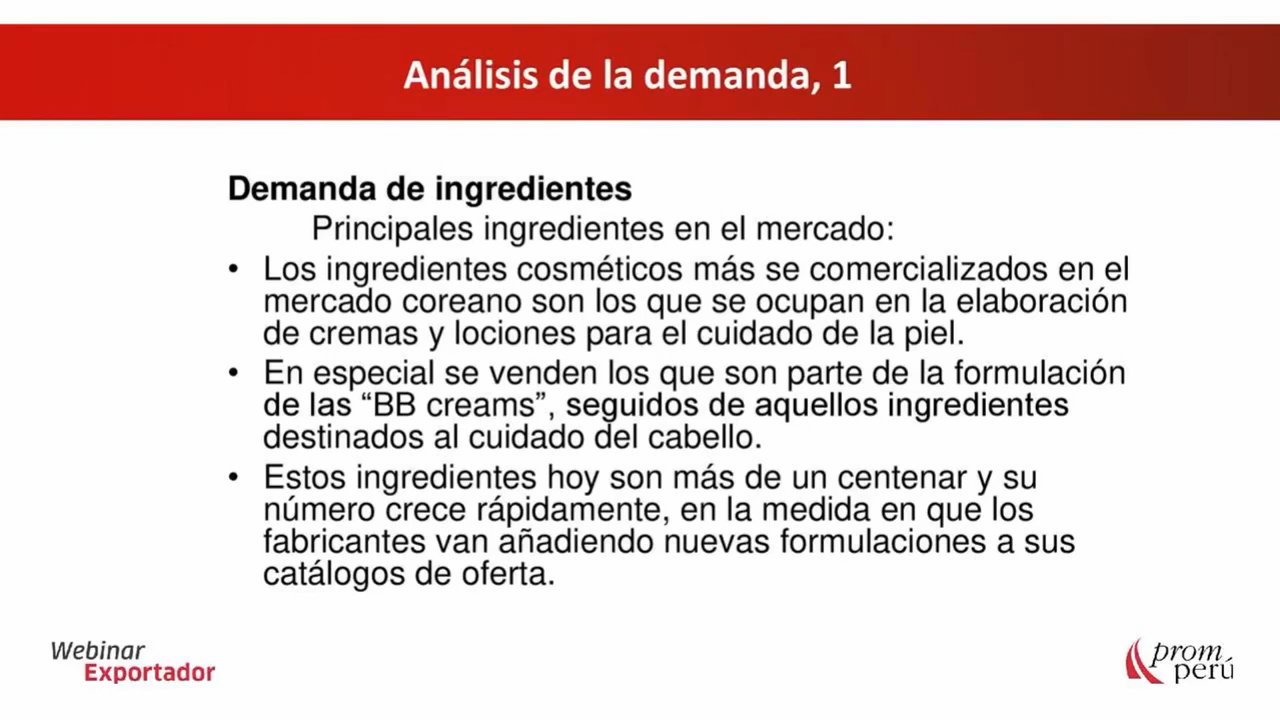 Análisis de la demanda, 1
Demanda de ingredientes
Principales ingredientes en el mercado:
• Los ingredientes cosméticos más se comercializados en el
mercado coreano son los que se ocupan en la elaboración
de cremas y lociones para el cuidado de la piel.
• En especial se venden los que son parte de la formulación
de las “BB creams”, seguidos de aquellos ingredientes
destinados al cuidado del cabello.
• Estos ingredientes hoy son más de un centenar y su
número crece rápidamente, en la medida en que los
fabricantes van añadiendo nuevas formulaciones a sus
catálogos de oferta.
Webinar
Exportador
prom
perú